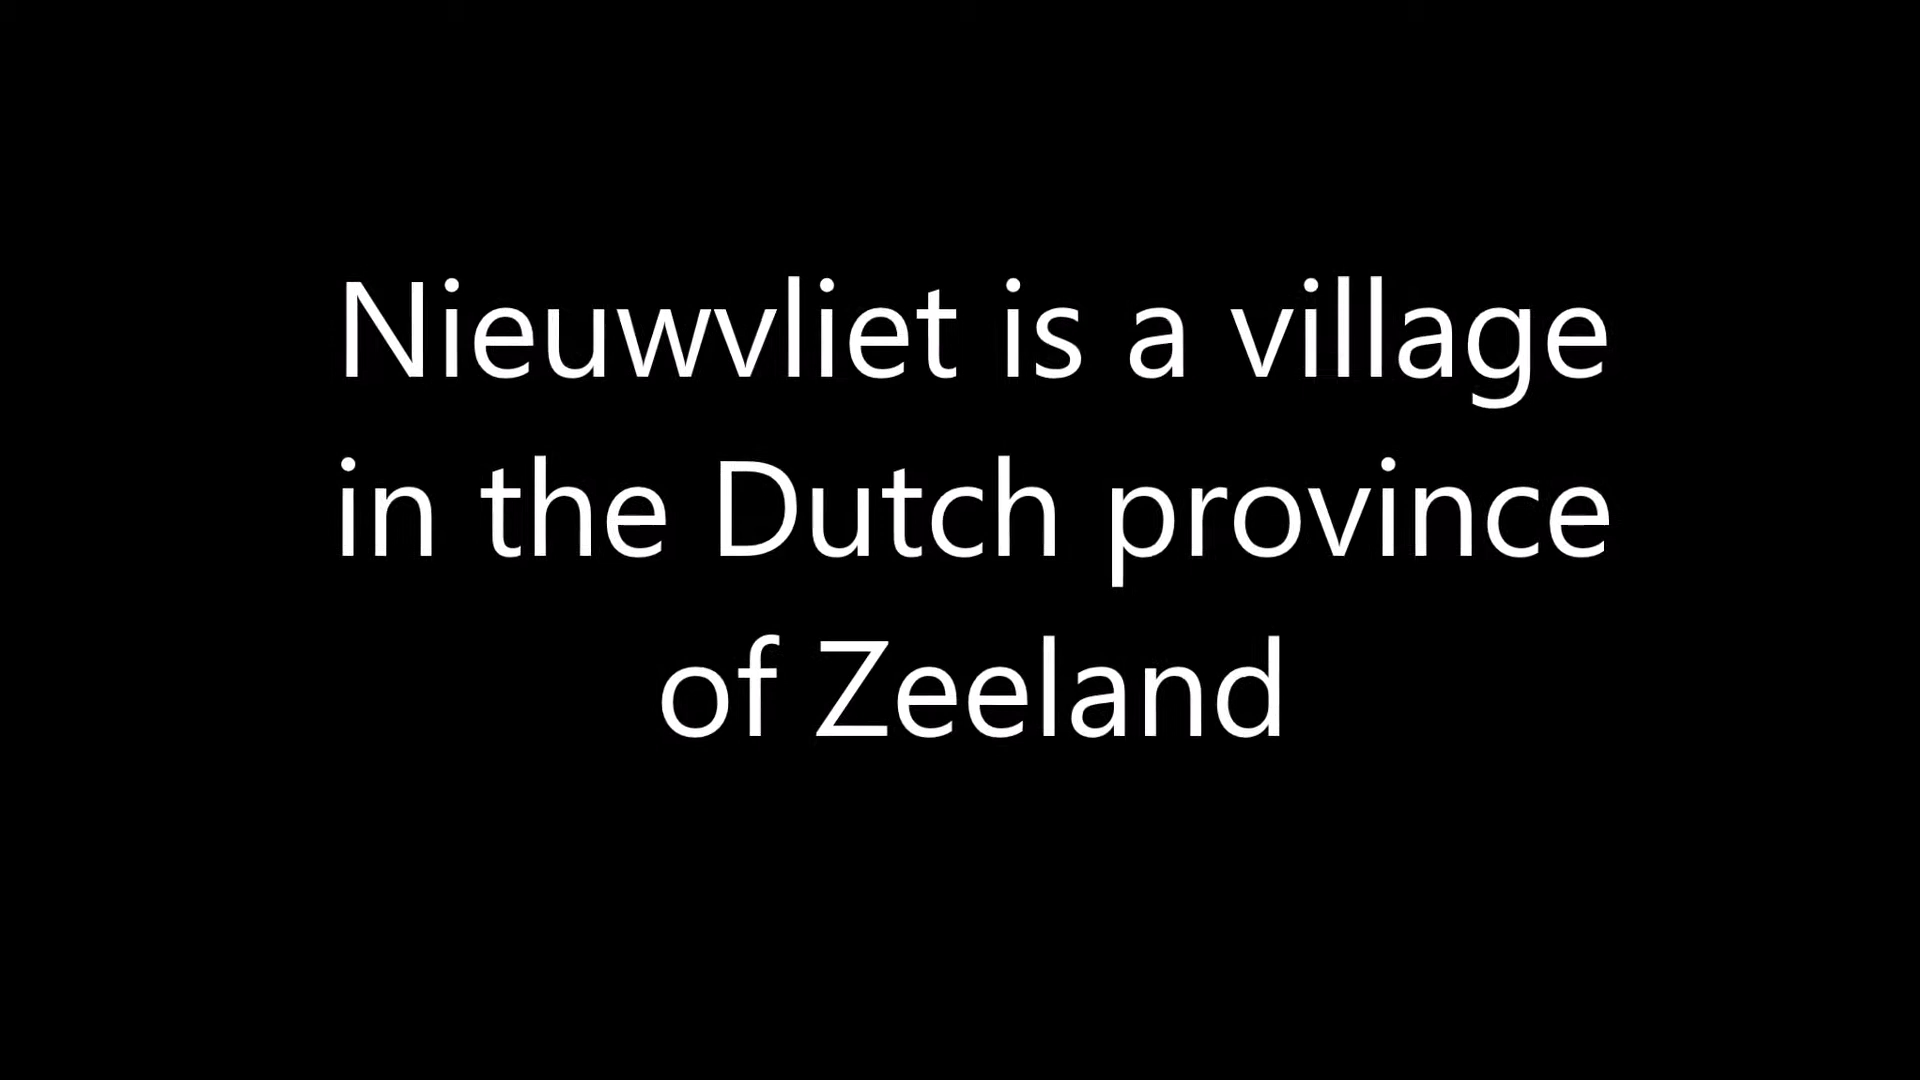 Nieuwvliet is a village
in the Dutch province
of Zeeland